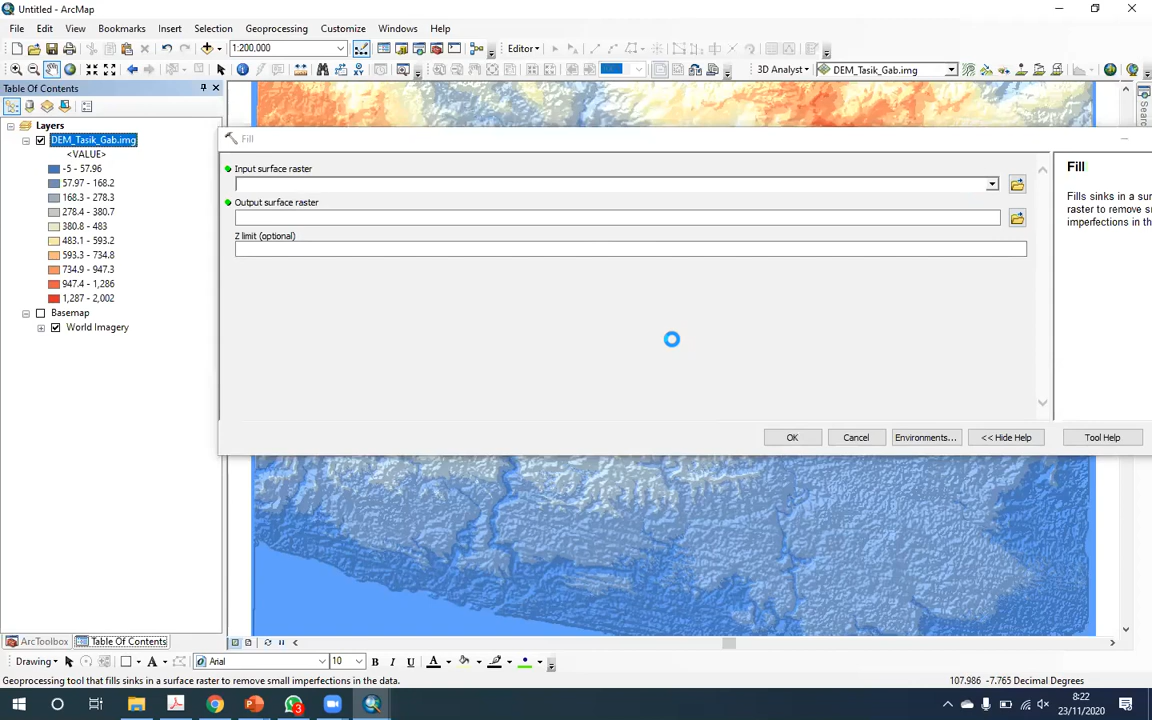 Untitled - ArcMap
File Edit View Bookmarks Insert Selection Geoprocessing Customize Windows Help
1:200,000
Editor
3D Analyst
DEM_Tasik_Gab.img
Table Of Contents
Layers
DEM_Tasik_Gab.img
<VALUE>
-5 - 57.96
57.97 - 168.2
168.3 - 278.3
278.4 - 380.7
380.8 - 483
483.1 - 593.2
593.3 - 734.8
734.9 - 947.3
947.4 - 1,286
1,287 - 2,002
Basemap
World Imagery
Fill
Input surface raster
Output surface raster
Z limit (optional)
OK Cancel Environments... << Hide Help Tool Help
Fill
Fills sinks in a sur
raster to remove s
imperfections in th
Sear
ArcToolbox Table Of Contents
Drawing
Arial
10
B I U A
Geoprocessing tool that fills sinks in a surface raster to remove small imperfections in the data.
107.986 -7.765 Decimal Degrees
3
8:22
23/11/2020